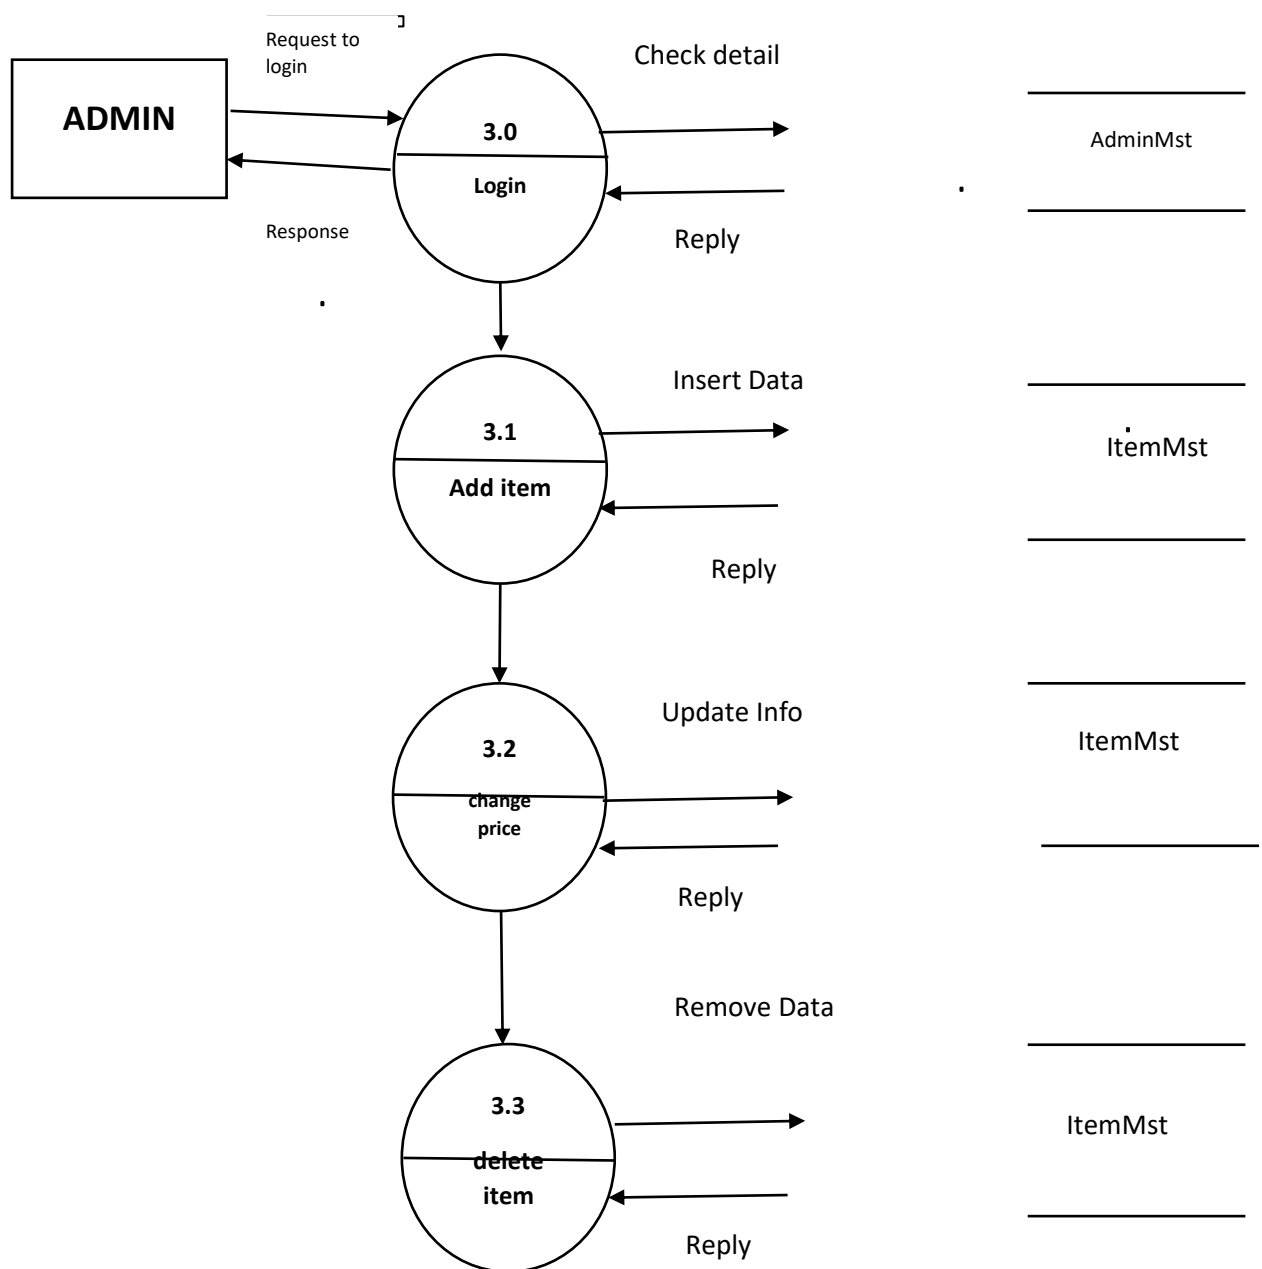 Request to
login
Check detail
ADMIN
3.0
AdminMst
Login
Response
Reply
Insert Data
3.1
ItemMst
Add item
Reply
Update Info
3.2
ItemMst
change
price
Reply
Remove Data
3.3
ItemMst
delete
item
Reply